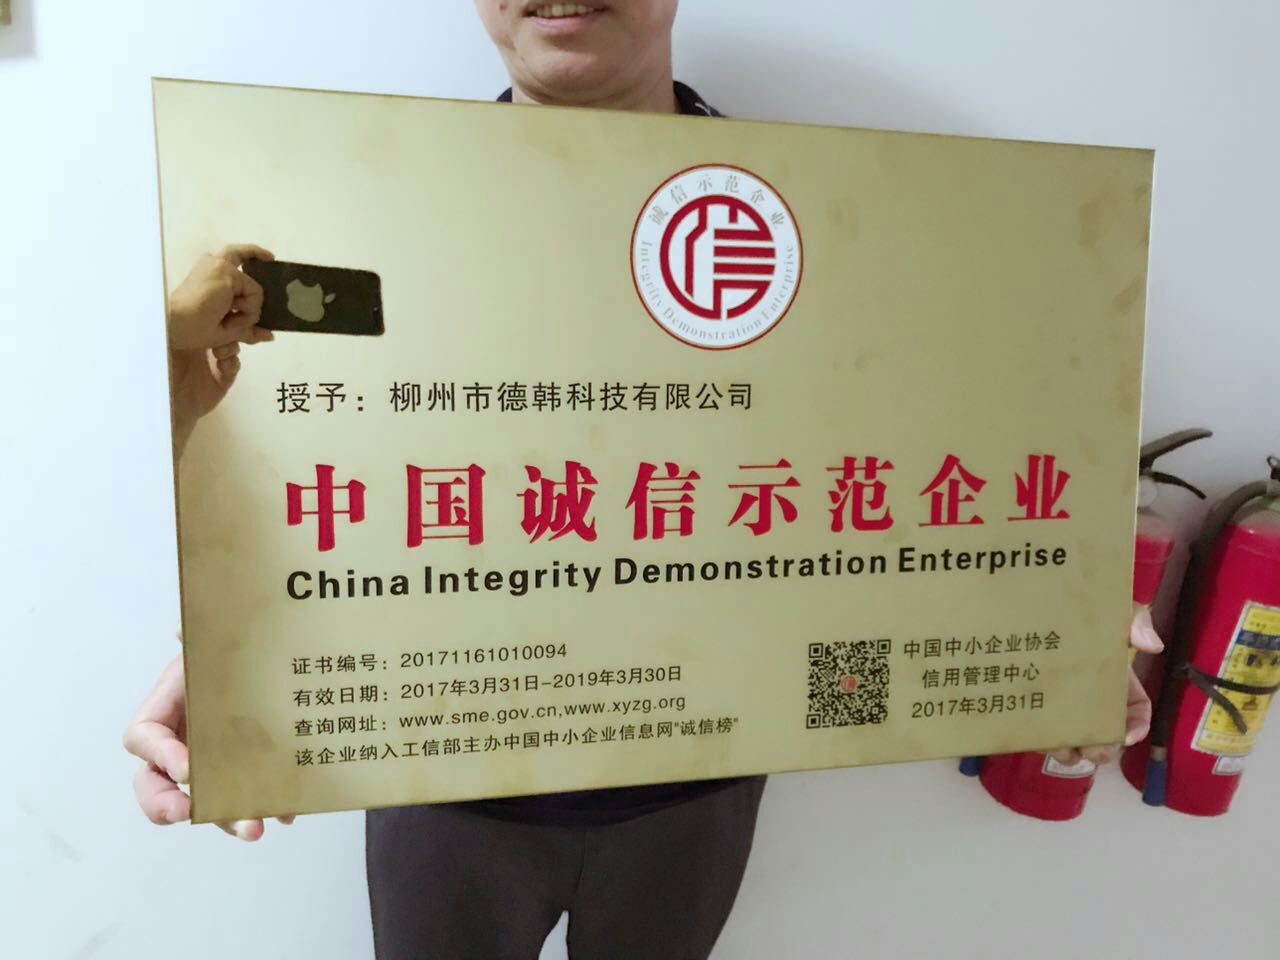 诚信示范企业
信
Integrity Demonstration Enterprise
授予：柳州市德韩科技有限公司
中国诚信示范企业
China Integrity Demonstration Enterprise
证书编号：20171161010094
有效日期：2017年3月31日-2019年3月30日
查询网址：www.sme.gov.cn,www.xyzg.org
该企业纳入工信部主办中国中小企业信息网"诚信榜"
中国中小企业协会
信用管理中心
2017年3月31日